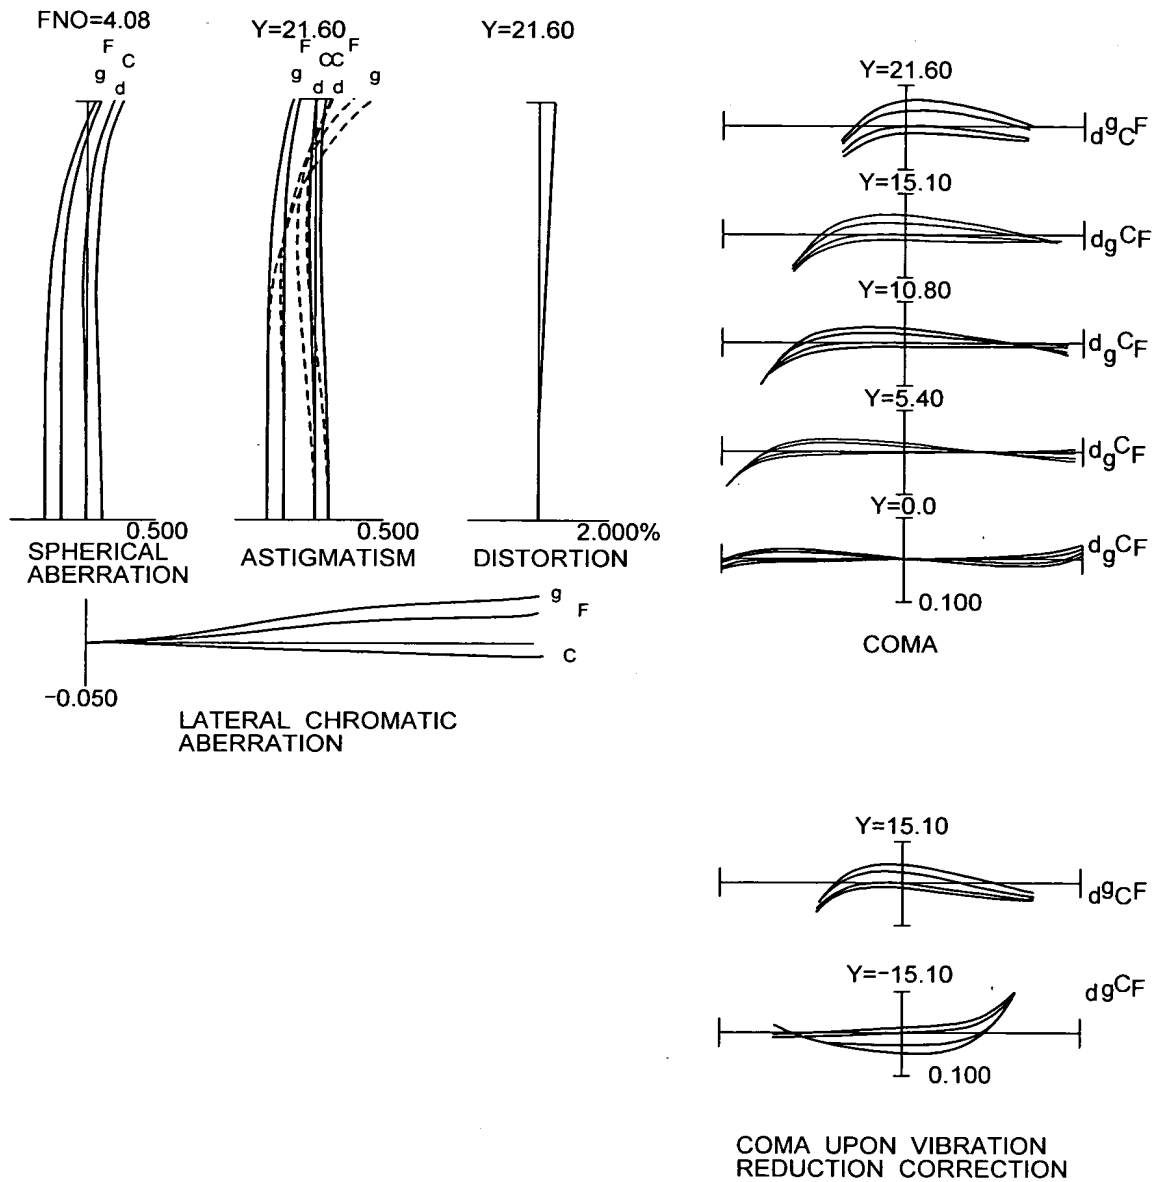 FNO=4.08
F C
g d
Y=21.60
F CC F
g d d g
Y=21.60
0.500
SPHERICAL
ABERRATION
0.500
ASTIGMATISM
2.000%
DISTORTION
g
F
C
-0.050
LATERAL CHROMATIC
ABERRATION
Y=21.60
dgCF
Y=15.10
dgCF
Y=10.80
dgCF
Y=5.40
dgCF
Y=0.0
dgCF
0.100
COMA
Y=15.10
dgCF
Y=-15.10
dgCF
0.100
COMA UPON VIBRATION
REDUCTION CORRECTION